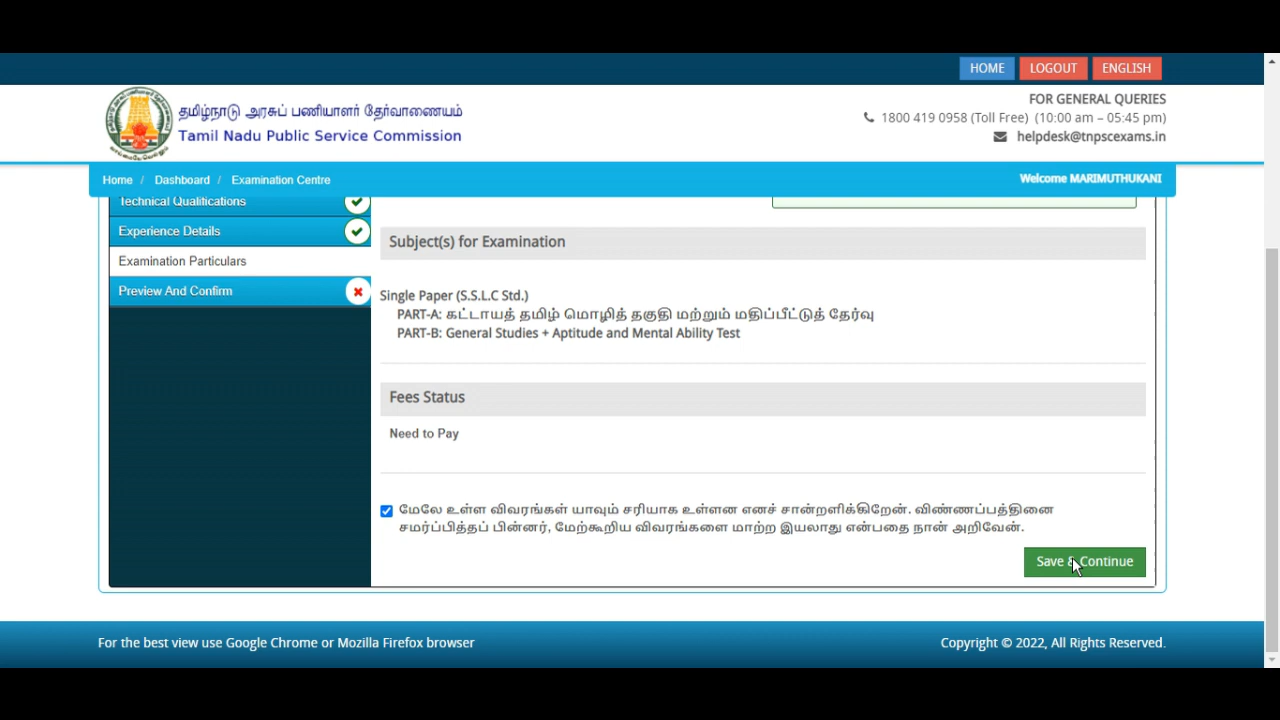 HOME LOGOUT ENGLISH
தமிழ்நாடு அரசுப் பணியாளர் தேர்வாணையம்
Tamil Nadu Public Service Commission
FOR GENERAL QUERIES
1800 419 0958 (Toll Free) (10:00 am – 05:45 pm)
helpdesk@tnpscexams.in
Home / Dashboard / Examination Centre
Welcome MARIMUTHUKANI
Technical Qualifications
Experience Details
Examination Particulars
Preview And Confirm
Subject(s) for Examination
Single Paper (S.S.L.C Std.)
PART-A: கட்டாயத் தமிழ் மொழித் தகுதி மற்றும் மதிப்பீட்டுத் தேர்வு
PART-B: General Studies + Aptitude and Mental Ability Test
Fees Status
Need to Pay
மேலே உள்ள விவரங்கள் யாவும் சரியாக உள்ளன எனச் சான்றளிக்கிறேன். விண்ணப்பத்தினை
சமர்ப்பித்தப் பின்னர், மேற்கூறிய விவரங்களை மாற்ற இயலாது என்பதை நான் அறிவேன்.
Save & Continue
For the best view use Google Chrome or Mozilla Firefox browser
Copyright © 2022, All Rights Reserved.